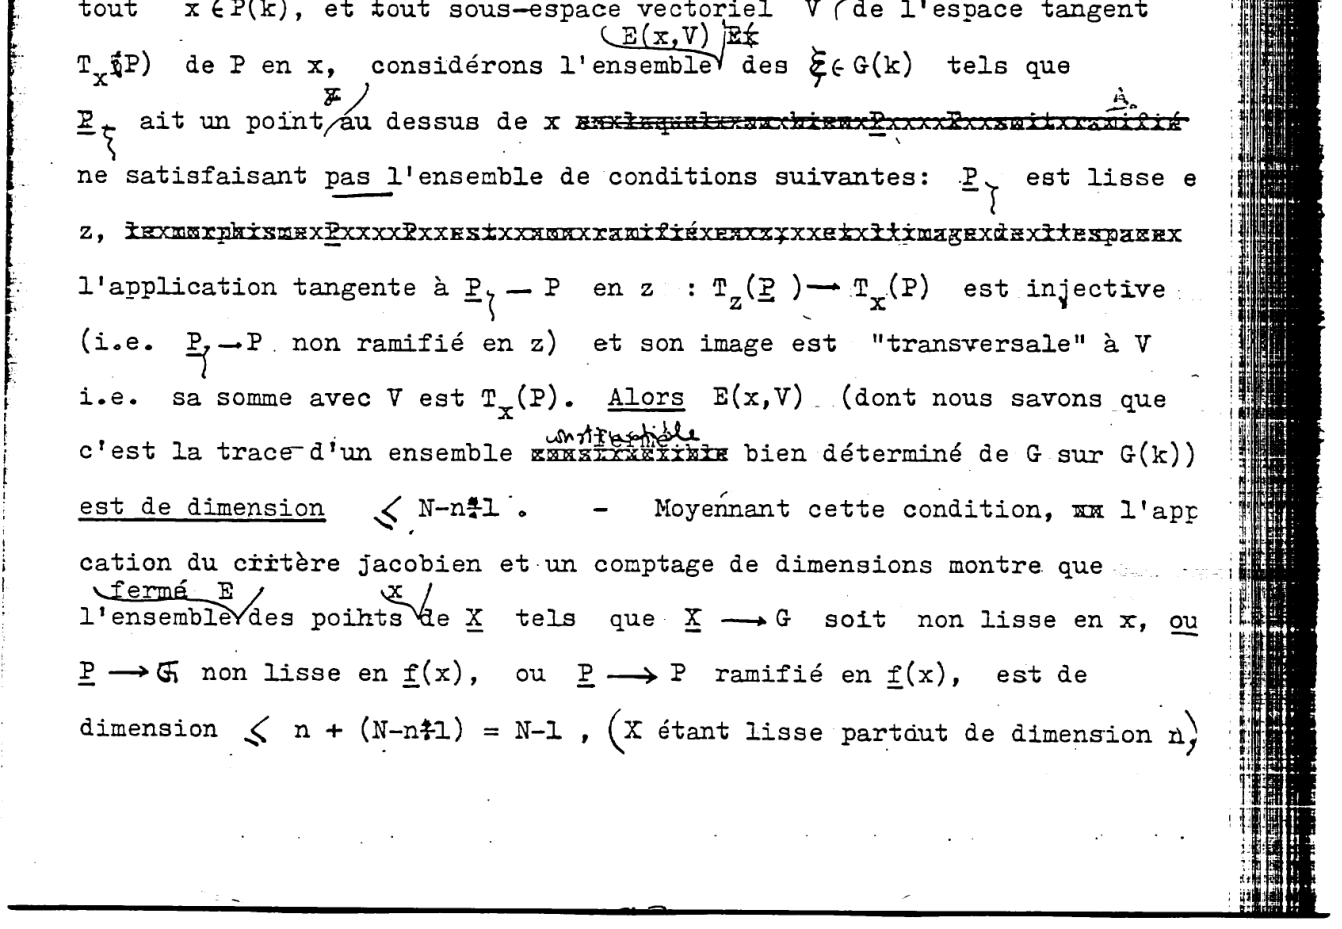 tout x ∈ P(k), et tout sous-espace vectoriel V de l'espace tangent
T_x(P) de P en x, considérons l'ensemble E(x,V) des ξ ∈ G(k) tels que
P_ξ ait un point z au dessus de x
ne satisfaisant pas l'ensemble de conditions suivantes: P_ξ est lisse e
z,
l'application tangente à P_ξ → P en z : T_z(P ) → T_x(P) est injective
(i.e. P_ξ → P non ramifié en z) et son image est "transversale" à V
i.e. sa somme avec V est T_x(P). Alors E(x,V) (dont nous savons que
c'est la trace d'un ensemble constructible bien déterminé de G sur G(k))
est de dimension ⩽ N-n-1 . - Moyennant cette condition, l'app
cation du critère jacobien et un comptage de dimensions montre que
l'ensemble fermé E des poihts x de X tels que X → G soit non lisse en x, ou
P → G non lisse en f(x), ou P → P ramifié en f(x), est de
dimension ⩽ n + (N-n-1) = N-1 , (X étant lisse partout de dimension n,)